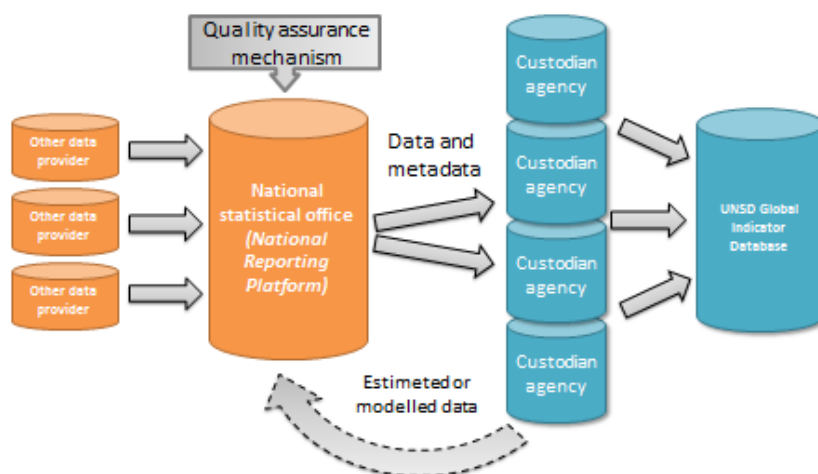 Quality assurance
mechanism
Other data
provider
Other data
provider
Other data
provider
National
statistical office
(National
Reporting
Platform)
Data and
metadata
Custodian
agency
Custodian
agency
Custodian
agency
Custodian
agency
UNSD Global
Indicator
Database
Estimeted or
modelled data